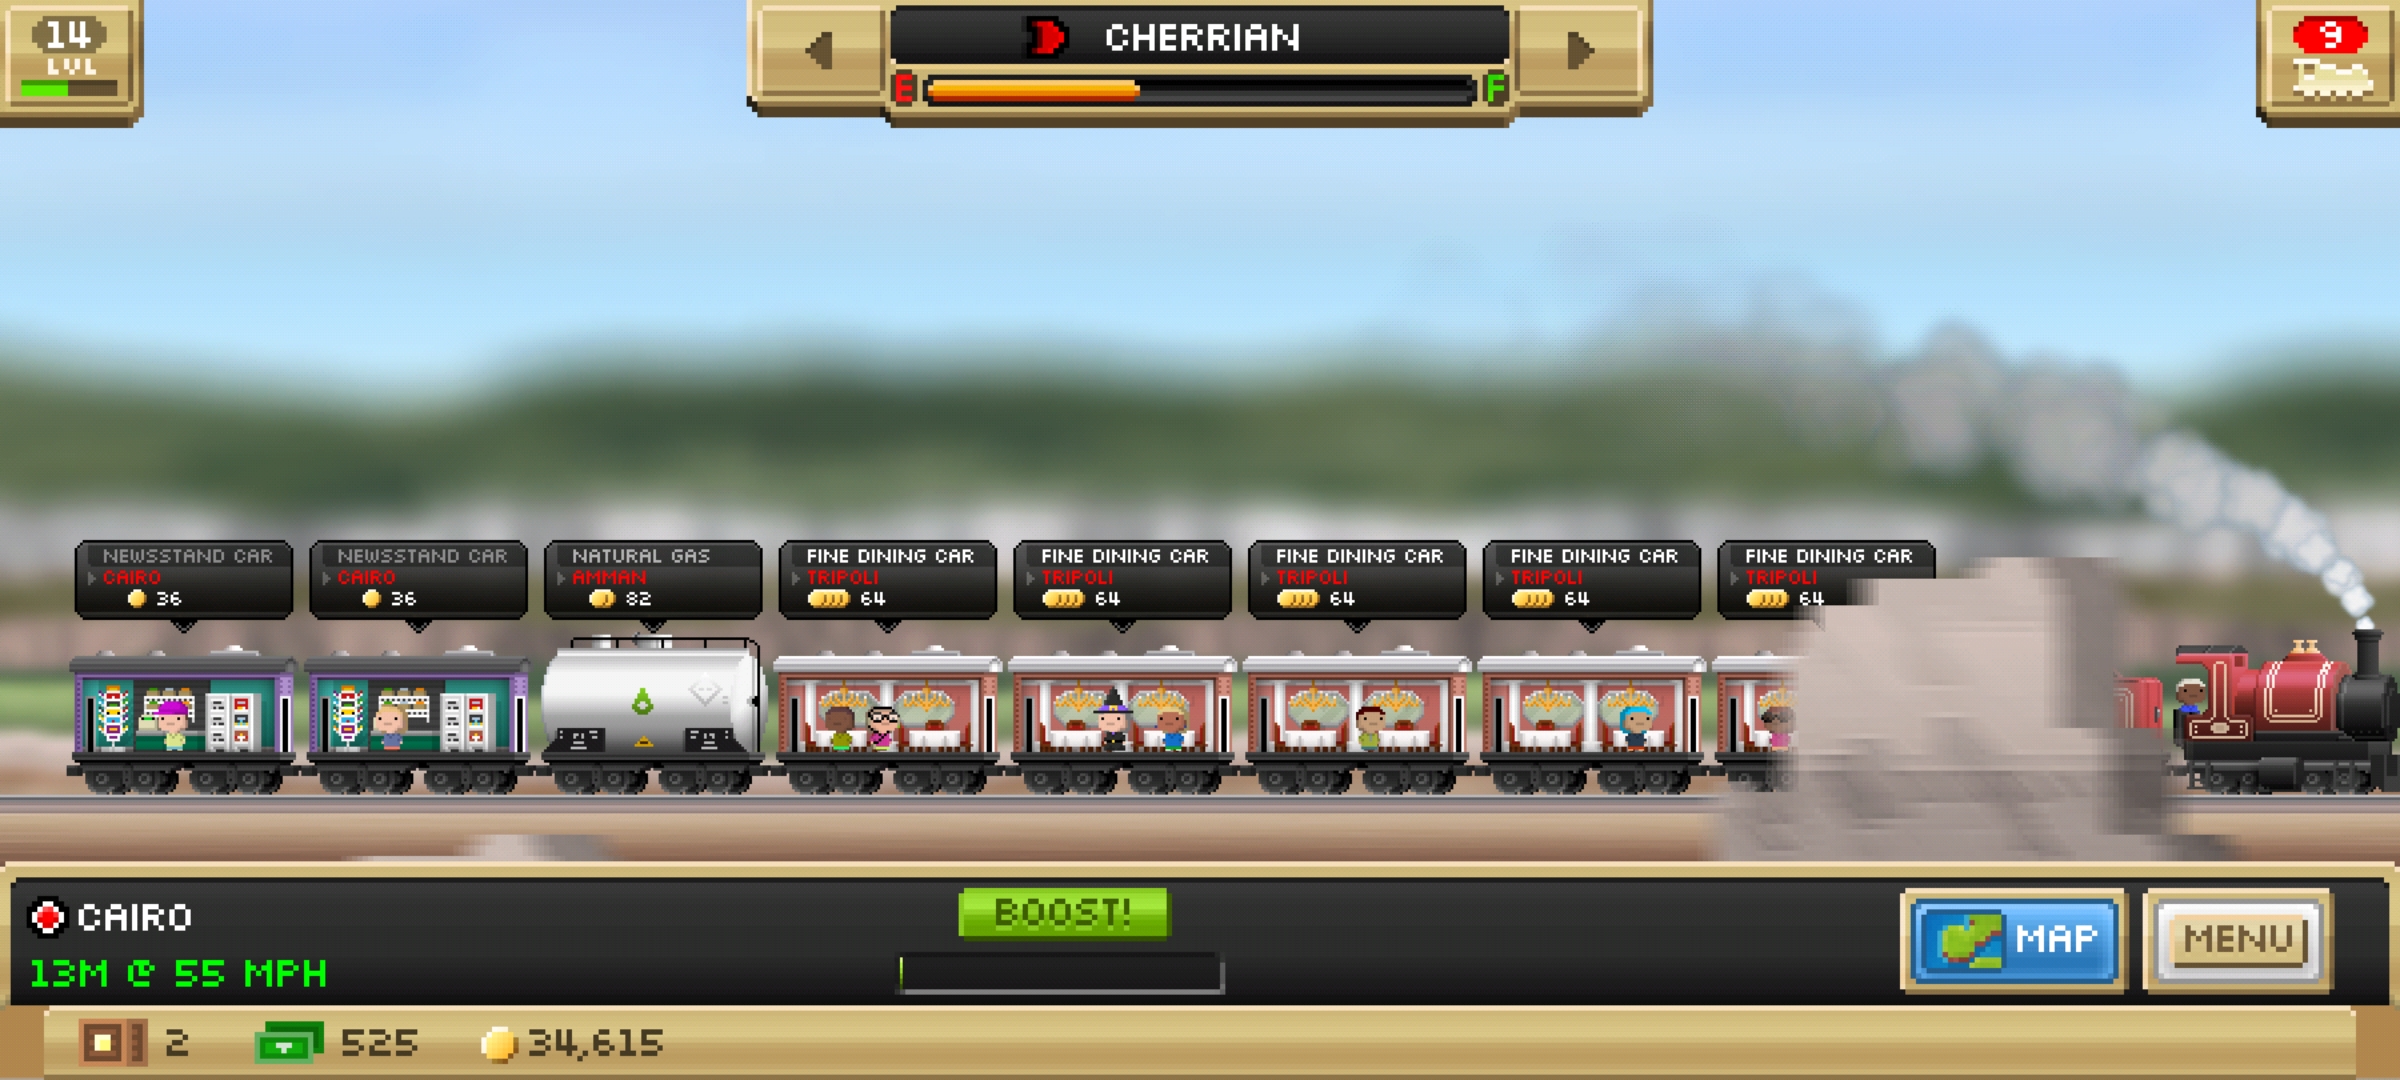 14
LVL
CHERRIAN
E F
9
NEWSSTAND CAR
CAIRO
36
NEWSSTAND CAR
CAIRO
36
NATURAL GAS
AMMAN
82
FINE DINING CAR
TRIPOLI
64
FINE DINING CAR
TRIPOLI
64
FINE DINING CAR
TRIPOLI
64
FINE DINING CAR
TRIPOLI
64
FINE DINING CAR
TRIPOLI
64
CAIRO
13M @ 55 MPH
BOOST!
MAP
MENU
2
525
34,615